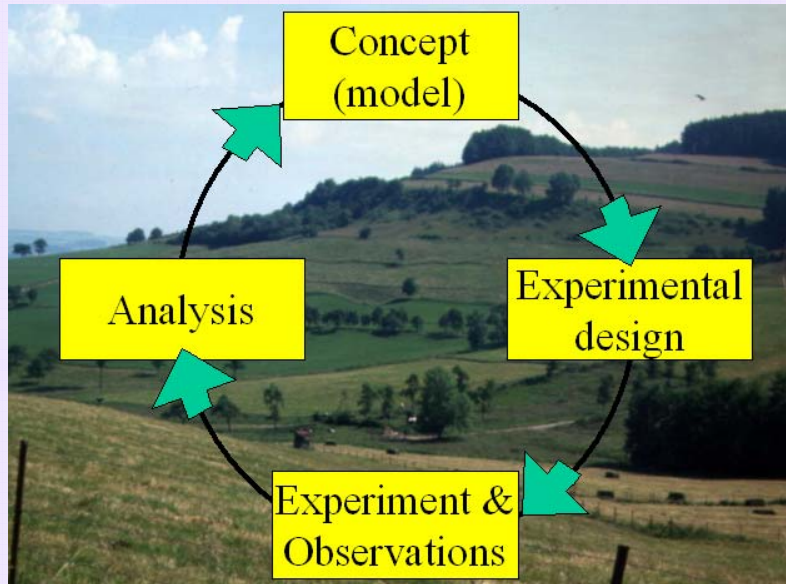 Concept
(model)
Experimental
design
Experiment &
Observations
Analysis